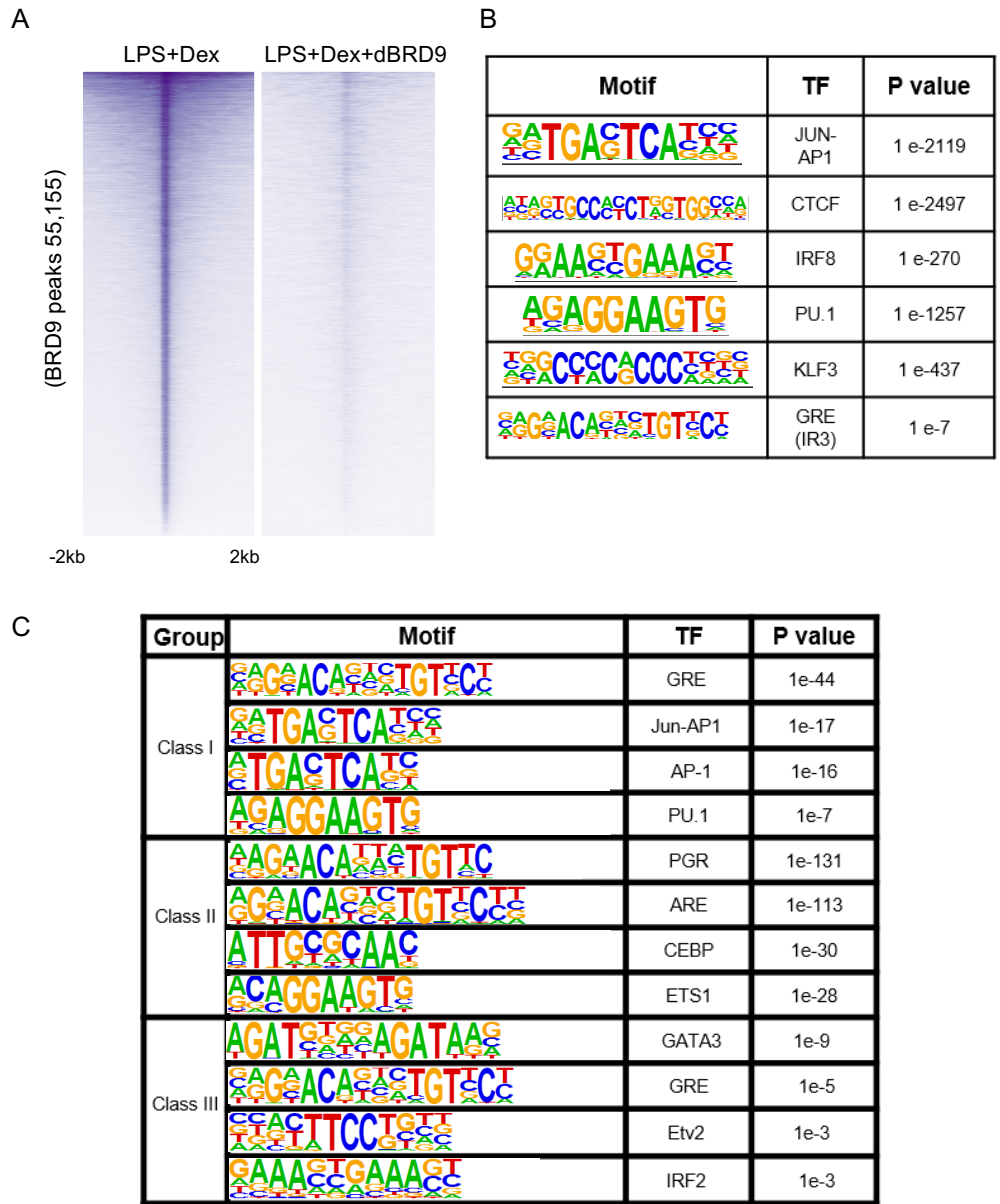 A
LPS+Dex
LPS+Dex+dBRD9
(BRD9 peaks 55,155)
-2kb
2kb
B
Motif TF P value
JUN-
AP1
1 e-2119
CTCF 1 e-2497
IRF8 1 e-270
PU.1 1 e-1257
KLF3 1 e-437
GRE
(IR3)
1 e-7
C
Group Motif TF P value
Class I
GRE 1e-44
Jun-AP1 1e-17
AP-1 1e-16
PU.1 1e-7
Class II
PGR 1e-131
ARE 1e-113
CEBP 1e-30
ETS1 1e-28
Class III
GATA3 1e-9
GRE 1e-5
Etv2 1e-3
IRF2 1e-3